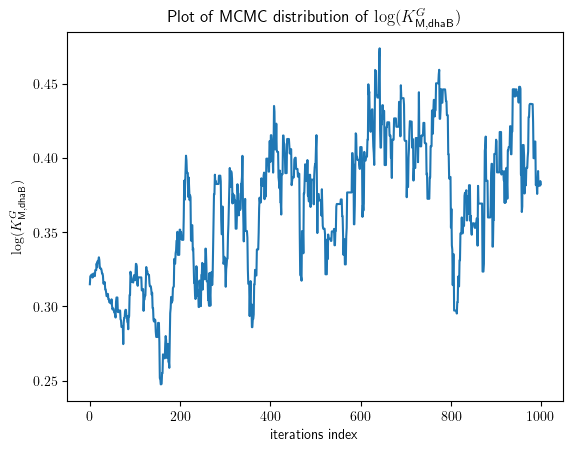 Plot of MCMC distribution of log(K^G_M,dhaB)
log(K^G_M,dhaB)
0.45
0.40
0.35
0.30
0.25
0 200 400 600 800 1000
iterations index